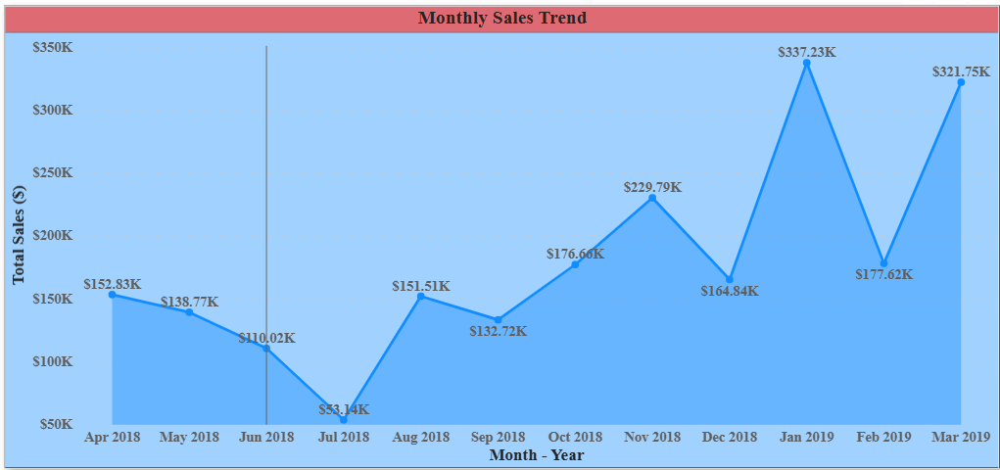 Monthly Sales Trend
$350K
$300K
$250K
$200K
$150K
$100K
$50K
Total Sales ($)
$152.83K
$138.77K
$110.02K
$53.14K
$151.51K
$132.72K
$176.66K
$229.79K
$164.84K
$337.23K
$177.62K
$321.75K
Apr 2018 May 2018 Jun 2018 Jul 2018 Aug 2018 Sep 2018 Oct 2018 Nov 2018 Dec 2018 Jan 2019 Feb 2019 Mar 2019
Month - Year